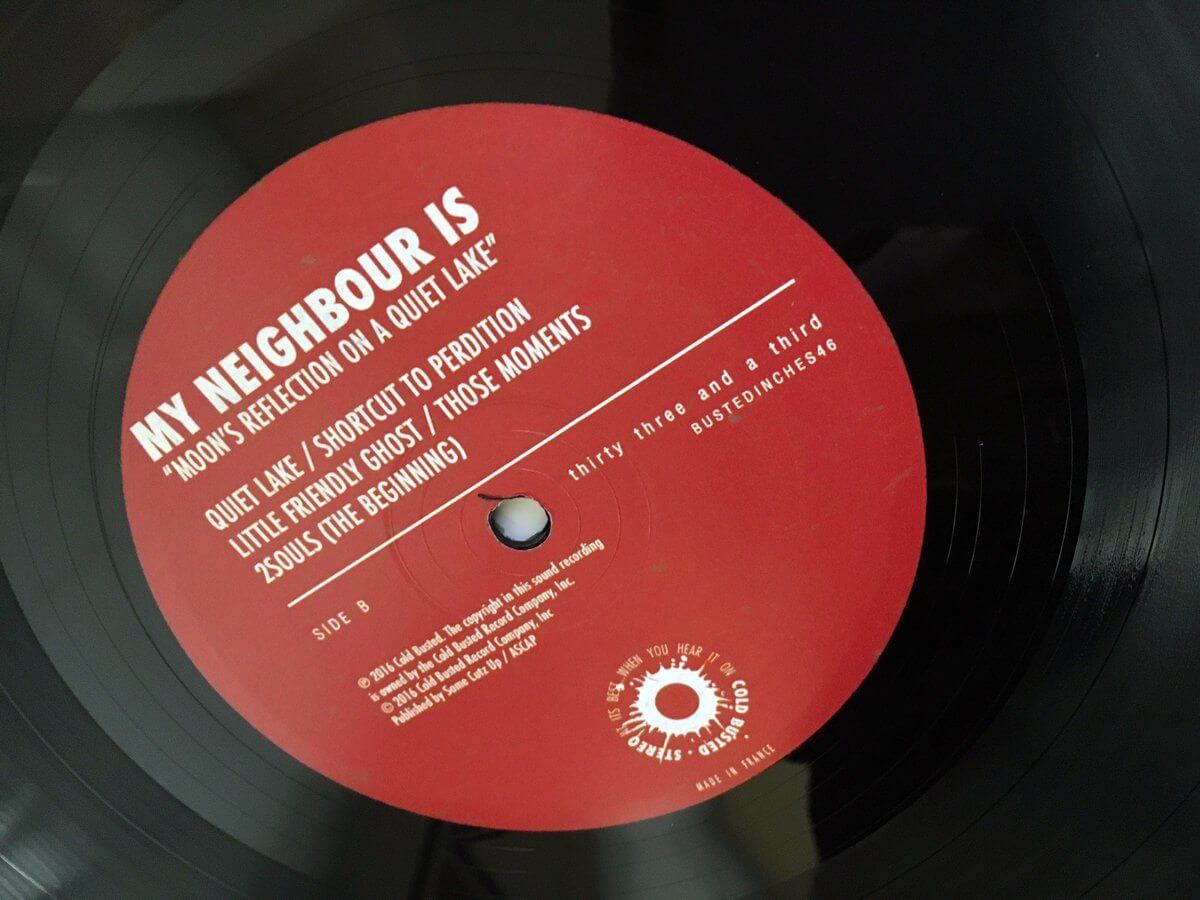 MY NEIGHBOUR IS
"MOON'S REFLECTION ON A QUIET LAKE"
QUIET LAKE / SHORTCUT TO PERDITION
LITTLE FRIENDLY GHOST / THOSE MOMENTS
2SOULS (THE BEGINNING)
thirty three and a third
BUSTEDINCHES46
SIDE B
℗ 2016 Cold Busted. The copyright in this sound recording
is owned by the Cold Busted Record Company, Inc.
© 2016 Cold Busted Record Company, Inc
Published by Some Cutz Up / ASCAP
AT ITS BEST WHEN YOU HEAR IT ON COLD BUSTED · STEREO
MADE IN FRANCE